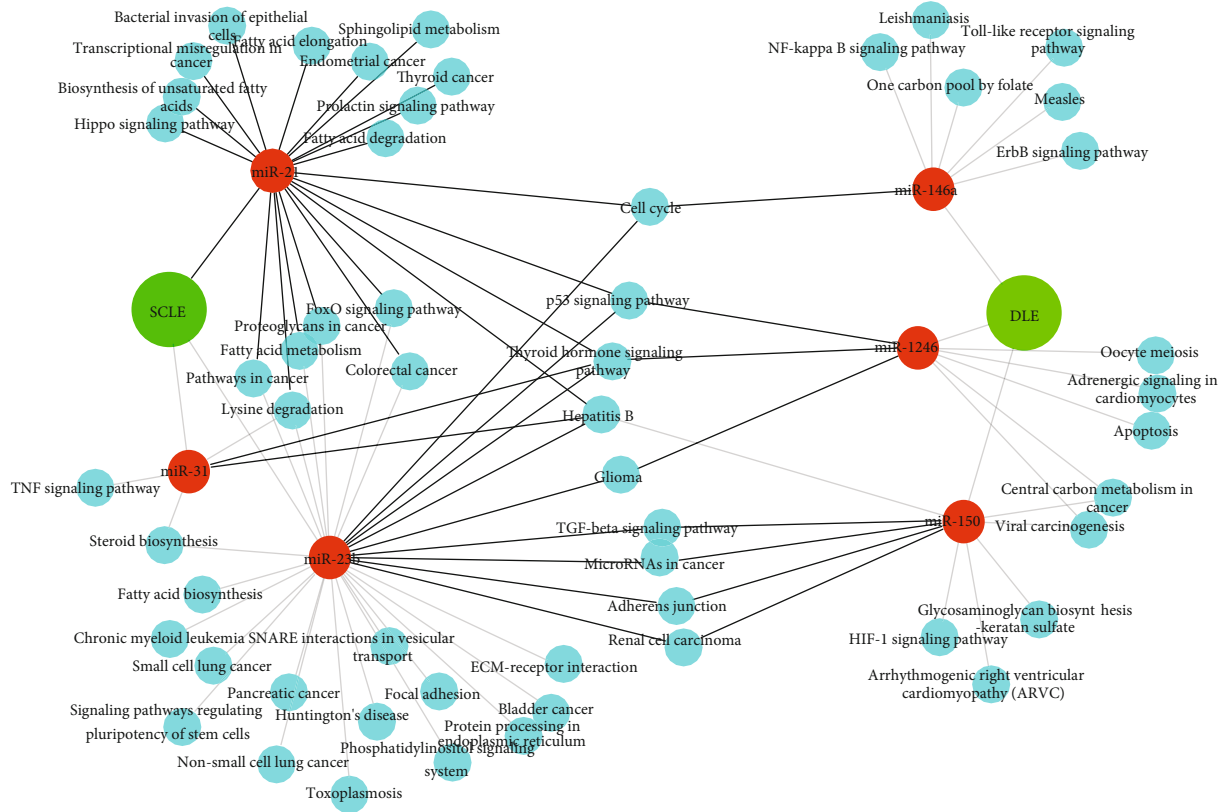 Bacterial invasion of epithelial
cells
Fatty acid elongation
Sphingolipid metabolism
Transcriptional misregulation in
cancer
Endometrial cancer
Thyroid cancer
Biosynthesis of unsaturated fatty
acids
Prolactin signaling pathway
Hippo signaling pathway
Fatty acid degradation
miR-21
Leishmaniasis
NF-kappa B signaling pathway
Toll-like receptor signaling
pathway
One carbon pool by folate
Measles
ErbB signaling pathway
miR-146a
Cell cycle
SCLE
FoxO signaling pathway
Proteoglycans in cancer
Fatty acid metabolism
Pathways in cancer
Colorectal cancer
Lysine degradation
p53 signaling pathway
Thyroid hormone signaling
pathway
Hepatitis B
Glioma
DLE
miR-1246
Oocyte meiosis
Adrenergic signaling in
cardiomyocytes
Apoptosis
miR-31
TNF signaling pathway
Steroid biosynthesis
Central carbon metabolism in
cancer
Viral carcinogenesis
miR-150
TGF-beta signaling pathway
MicroRNAs in cancer
Adherens junction
Renal cell carcinoma
miR-23b
Fatty acid biosynthesis
Chronic myeloid leukemia
SNARE interactions in vesicular
transport
Small cell lung cancer
ECM-receptor interaction
Pancreatic cancer
Focal adhesion
Signaling pathways regulating
pluripotency of stem cells
Huntington's disease
Bladder cancer
Protein processing in
endoplasmic reticulum
Phosphatidylinositol signaling
system
Non-small cell lung cancer
Toxoplasmosis
Glycosaminoglycan biosynt hesis
-keratan sulfate
HIF-1 signaling pathway
Arrhythmogenic right ventricular
cardiomyopathy (ARVC)